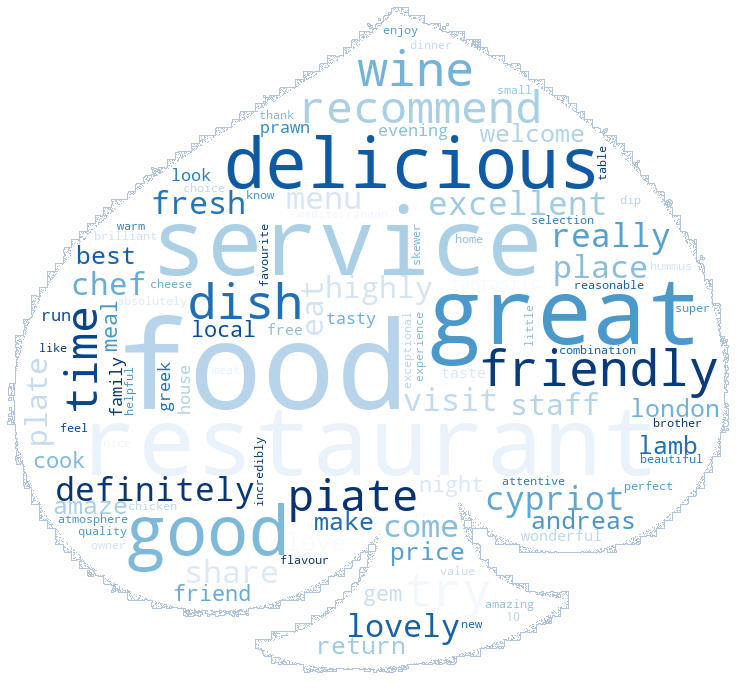 enjoy
dinner
wine
small
recommend
thank
prawn
evening
welcome
delicious
table
look
choice
know
fresh
menu
mediterranean
excellent
dip
selection
warm
brilliant
favourite
service
skewer
home
really
best
chef
cheese
place
hummus
reasonable
fantastic
highly
eat
absolutely
dish
great
super
run
time
meal
local
free
tasty
food
exceptional
experience
little
like
family
helpful
greek
house
meat
taste
combination
friendly
plate
visit
staff
london
brother
feel
restaurant
nice
lamb
beautiful
cook
incredibly
definitely
piate
night
attentive
perfect
cypriot
amaze
chicken
atmosphere
quality
owner
good
make
come
andreas
wonderful
love
flavour
price
share
friend
gem
try
value
amazing
10
lovely
new
return